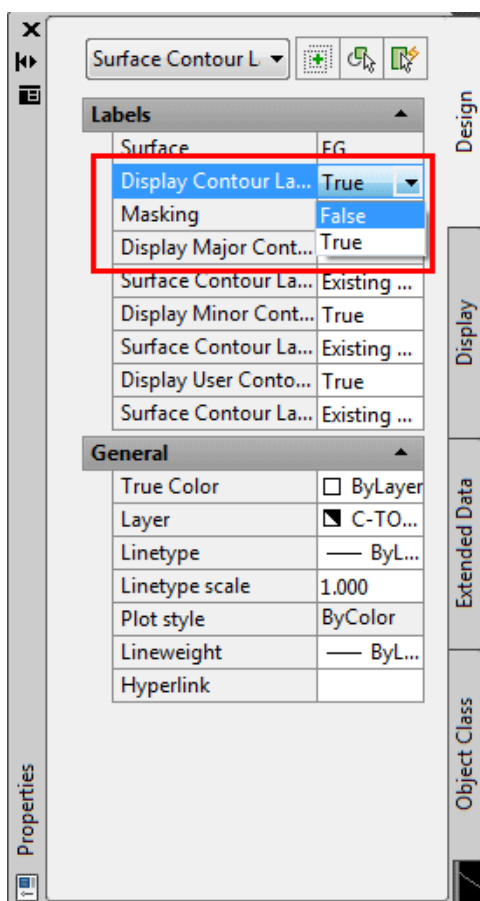 Surface Contour L
Labels
Surface EG
Display Contour La... True
Masking False
Display Major Cont... True
Surface Contour La... Existing ...
Display Minor Cont... True
Surface Contour La... Existing ...
Display User Conto... True
Surface Contour La... Existing ...
General
True Color ByLayer
Layer C-TO...
Linetype ByL...
Linetype scale 1.000
Plot style ByColor
Lineweight ByL...
Hyperlink
Design
Display
Extended Data
Object Class
Properties